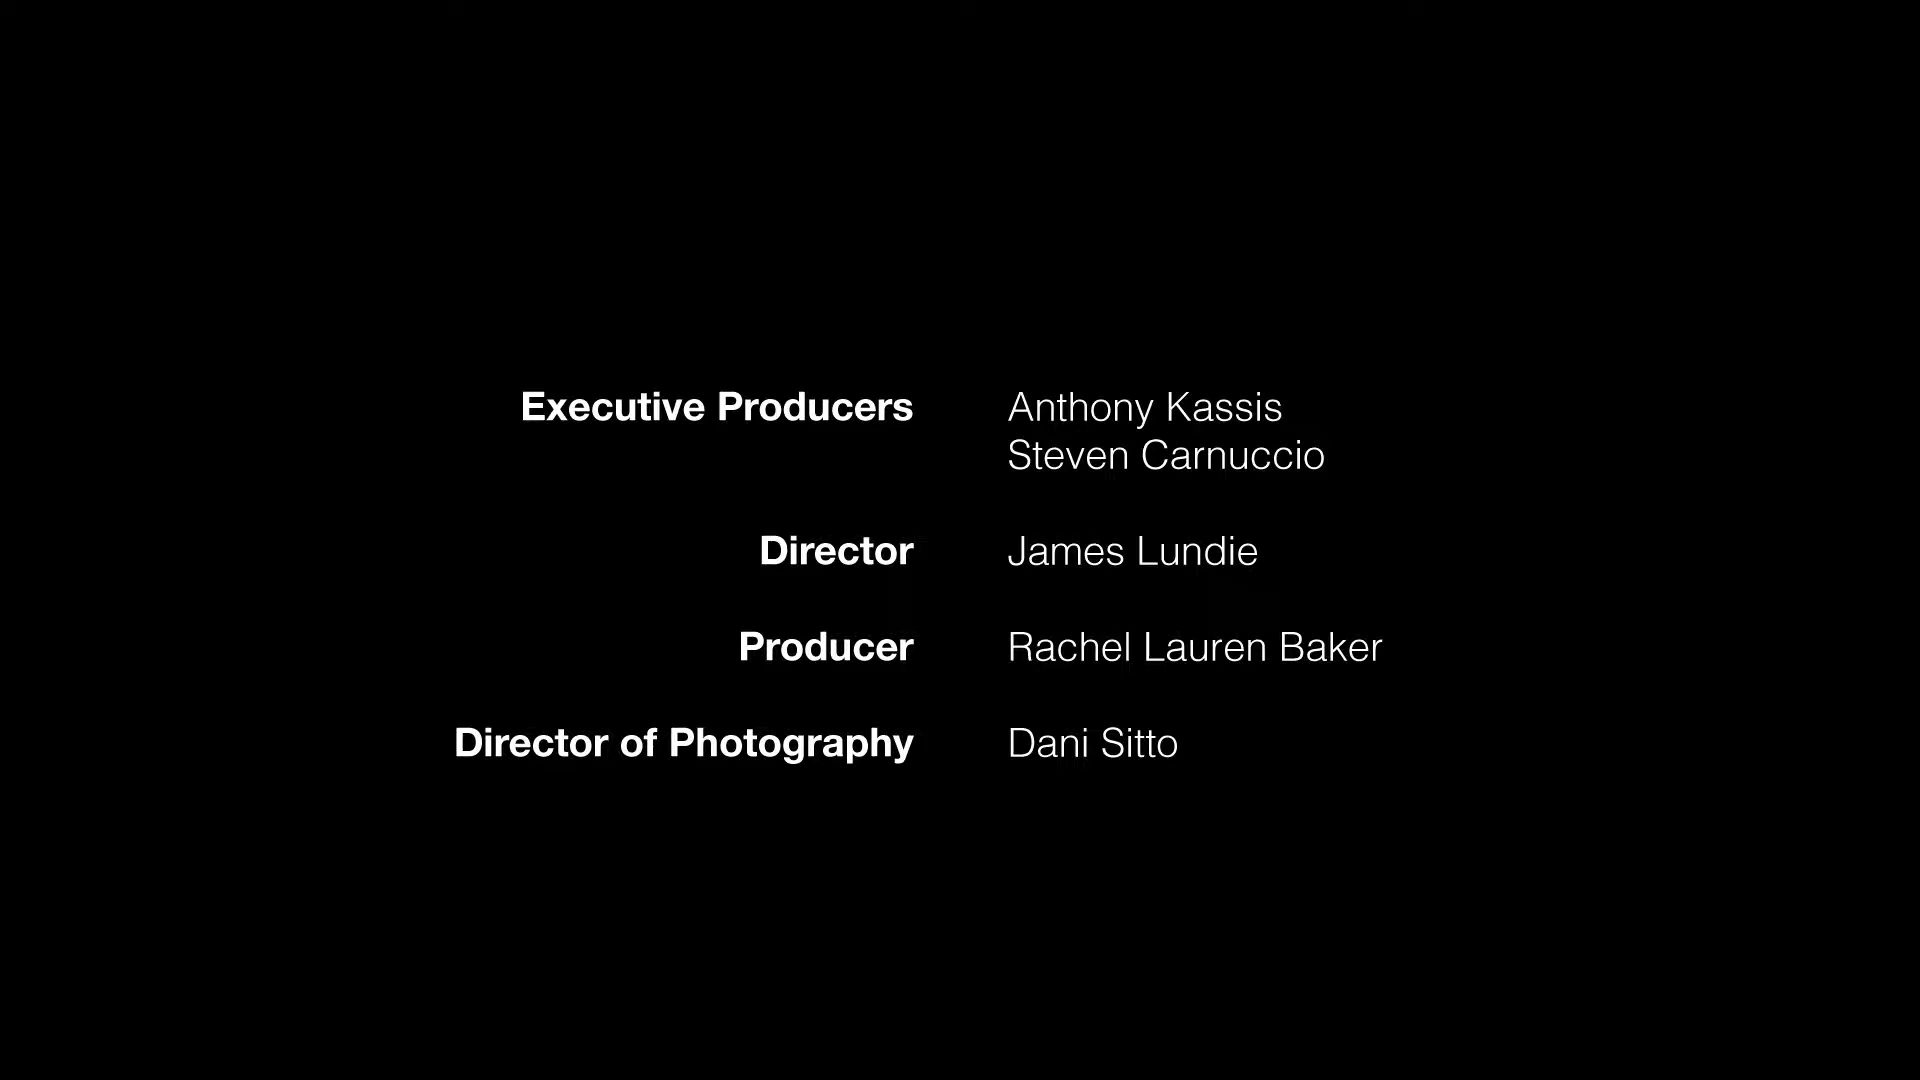 Executive Producers Anthony Kassis
Steven Carnuccio
Director James Lundie
Producer Rachel Lauren Baker
Director of Photography Dani Sitto